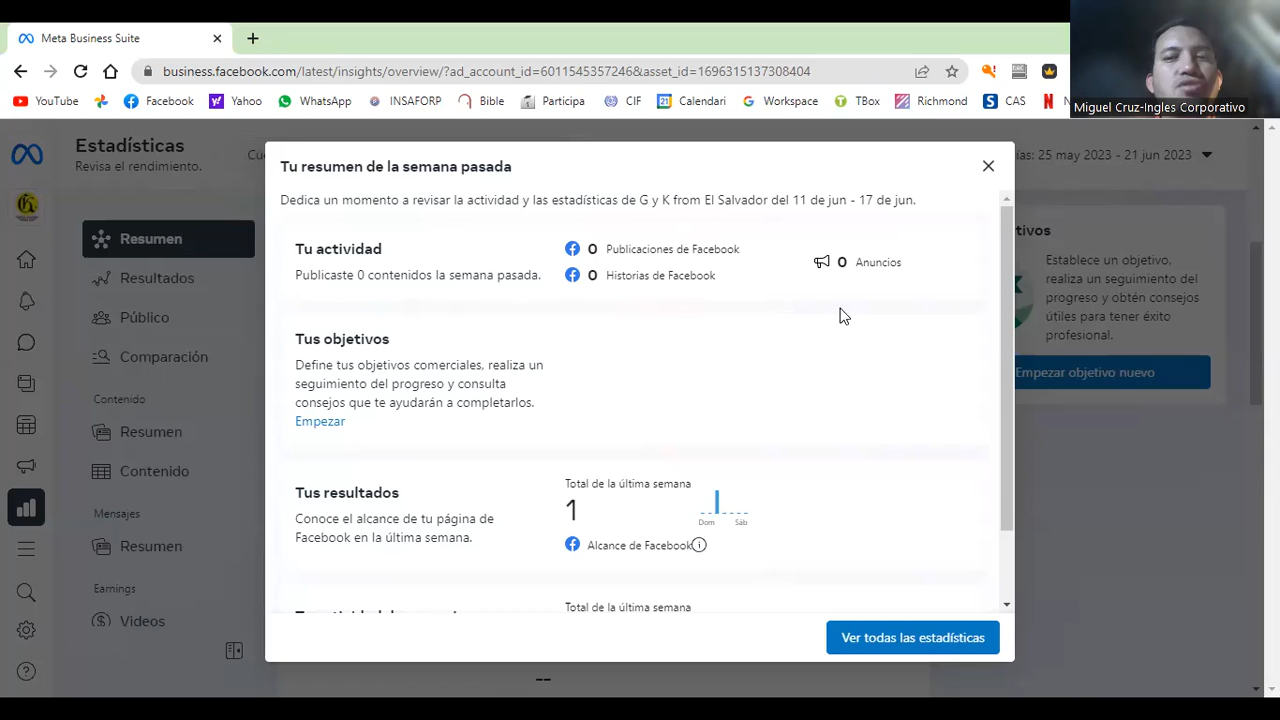 Meta Business Suite
business.facebook.com/latest/insights/overview/?ad_account_id=6011545357246&asset_id=1696315137308404
YouTube
Facebook
Yahoo
WhatsApp
INSAFORP
Bible
Participa
CIF
Calendari
Workspace
TBox
Richmond
CAS
Miguel Cruz-Ingles Corporativo
Estadísticas
Revisa el rendimiento.
ias: 25 may 2023 - 21 jun 2023
Resumen
Resultados
Público
Comparación
Contenido
Resumen
Contenido
Mensajes
Resumen
Earnings
Videos
Tu resumen de la semana pasada
Dedica un momento a revisar la actividad y las estadísticas de G y K from El Salvador del 11 de jun - 17 de jun.
Tu actividad
Publicaste 0 contenidos la semana pasada.
0 Publicaciones de Facebook
0 Historias de Facebook
0 Anuncios
Tus objetivos
Define tus objetivos comerciales, realiza un
seguimiento del progreso y consulta
consejos que te ayudarán a completarlos.
Empezar
Tus resultados
Conoce el alcance de tu página de
Facebook en la última semana.
Total de la última semana
1
Dom
Sáb
Alcance de Facebook
Total de la última semana
Ver todas las estadísticas
--
etivos
Establece un objetivo,
realiza un seguimiento del
progreso y obtén consejos
útiles para tener éxito
profesional.
Empezar objetivo nuevo